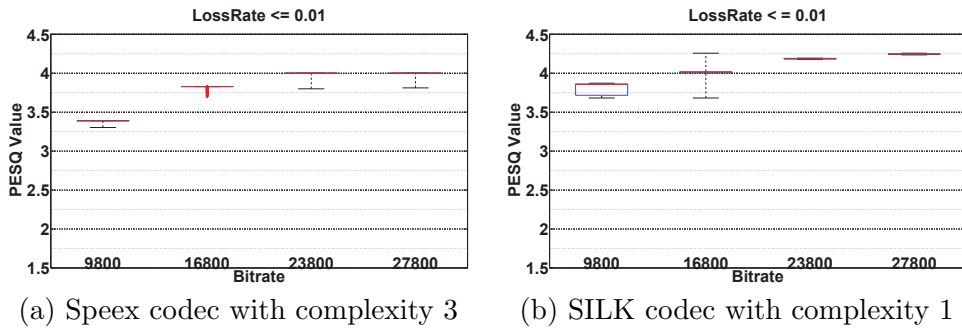 LossRate <= 0.01
4.5
4
3.5
3
2.5
2
1.5
PESQ Value
9800 16800 23800 27800
Bitrate
(a) Speex codec with complexity 3
LossRate < = 0.01
4.5
4
3.5
3
2.5
2
1.5
PESQ Value
9800 16800 23800 27800
Bitrate
(b) SILK codec with complexity 1